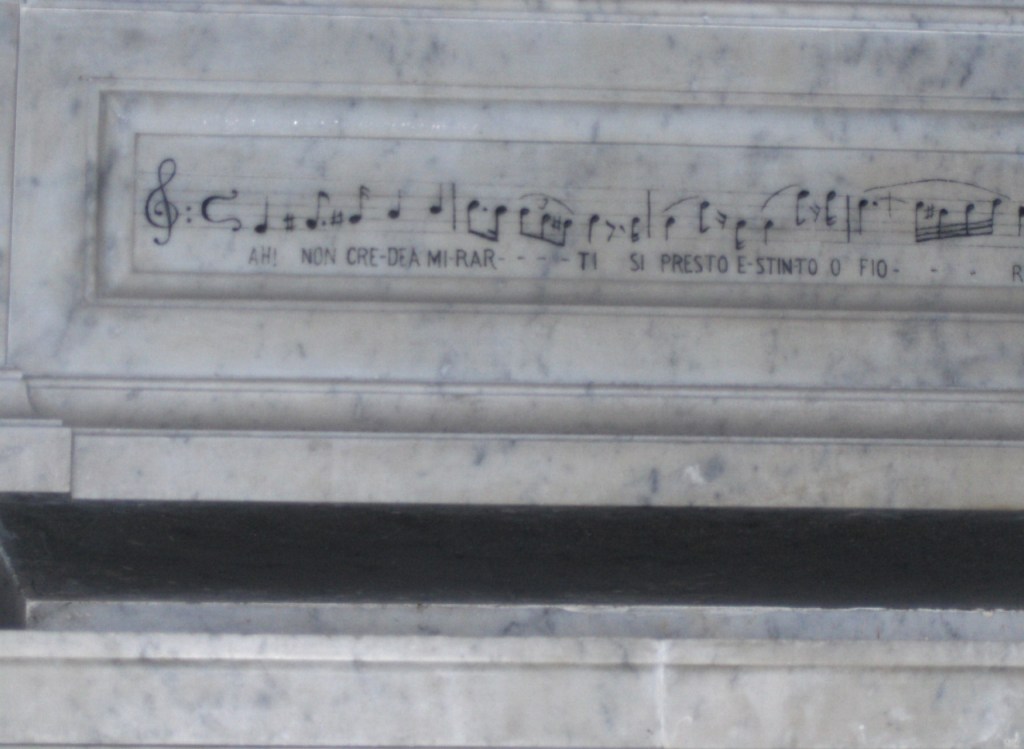 AH! NON CRE-DEA MI-RAR- - - - TI SI PRESTO E-STINTO O FIO- - - - R